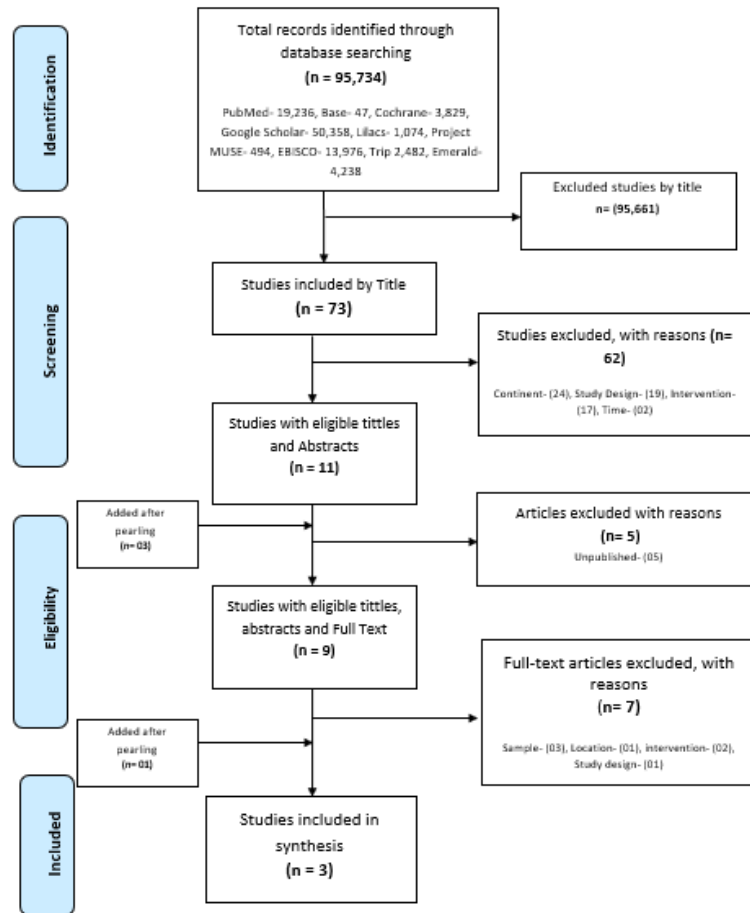 Identification
Total records identified through
database searching
(n = 95,734)
PubMed- 19,236, Base- 47, Cochrane- 3,829,
Google Scholar- 50,358, Lilacs- 1,074, Project
MUSE- 494, EBISCO- 13,976, Trip 2,482, Emerald-
4,238
Excluded studies by title
n= (95,661)
Screening
Studies included by Title
(n = 73)
Studies excluded, with reasons (n=
62)
Continent- (24), Study Design- (19), Intervention-
(17), Time- (02)
Studies with eligible tittles
and Abstracts
(n = 11)
Eligibility
Added after
pearling
(n= 03)
Articles excluded with reasons
(n= 5)
Unpublished- (05)
Studies with eligible tittles,
abstracts and Full Text
(n = 9)
Full-text articles excluded, with
reasons
(n= 7)
Sample- (03), Location- (01), intervention- (02),
Study design- (01)
Added after
pearling
(n= 01)
Included
Studies included in
synthesis
(n = 3)